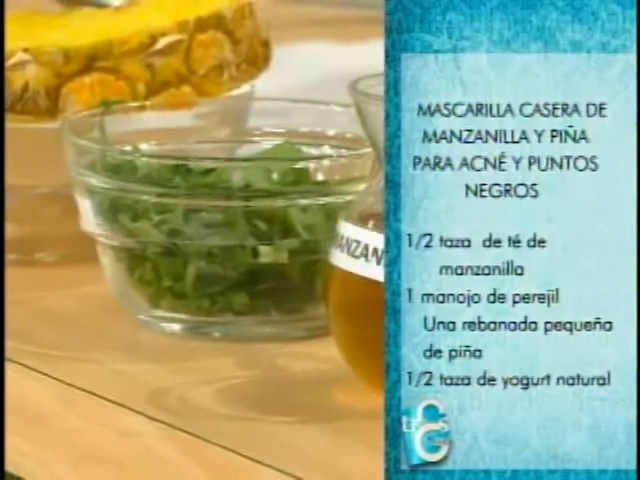 MASCARILLA CASERA DE
MANZANILLA Y PIÑA
PARA ACNÉ Y PUNTOS
NEGROS
1/2 taza de té de
manzanilla
1 manojo de perejil
Una rebanada pequeña
de piña
1/2 taza de yogurt natural
MANZAN